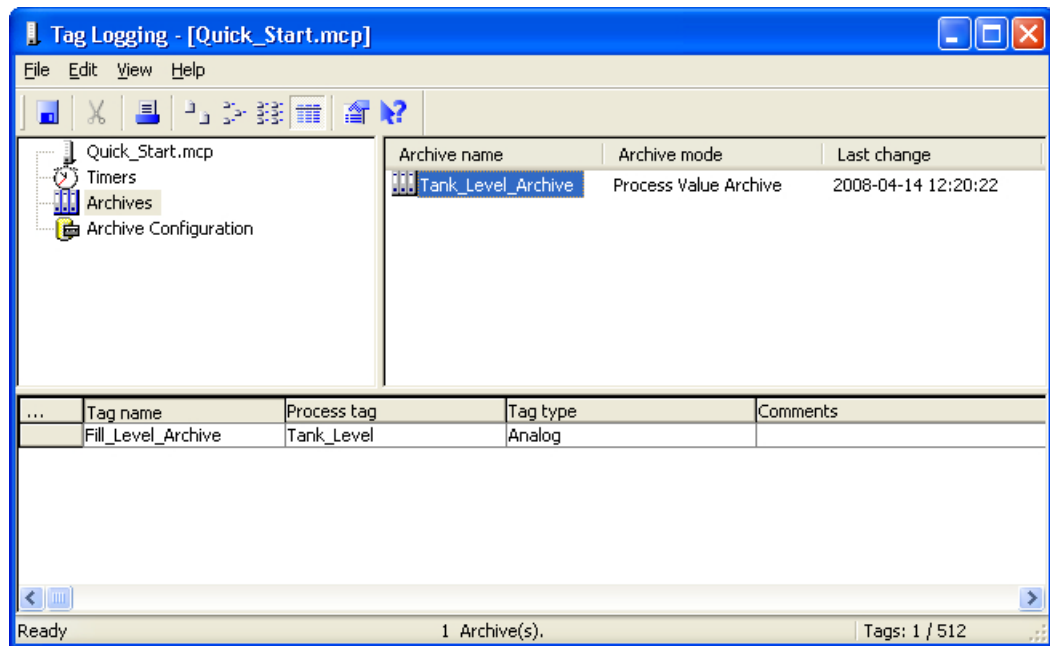 Tag Logging - [Quick_Start.mcp]
File Edit View Help
Quick_Start.mcp
Timers
Archives
Archive Configuration
Archive name Archive mode Last change
Tank_Level_Archive Process Value Archive 2008-04-14 12:20:22
... Tag name Process tag Tag type Comments
Fill_Level_Archive Tank_Level Analog
Ready 1 Archive(s). Tags: 1 / 512